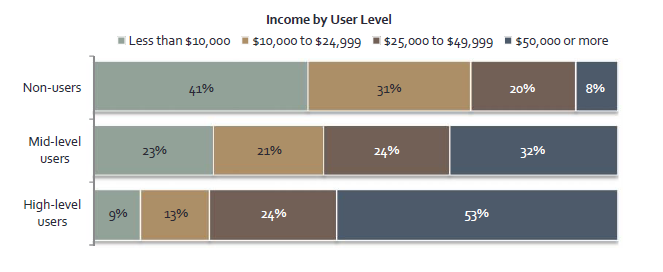 Income by User Level
Less than $10,000 $10,000 to $24,999 $25,000 to $49,999 $50,000 or more
Non-users 41% 31% 20% 8%
Mid-level
users
23% 21% 24% 32%
High-level
users
9% 13% 24% 53%